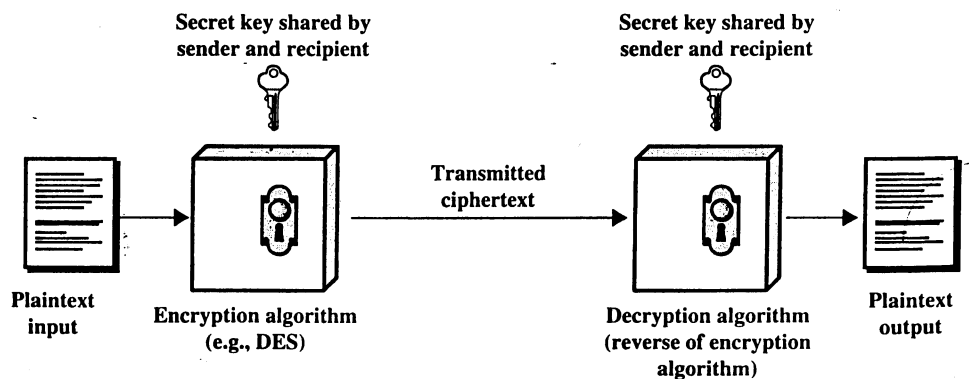 Secret key shared by
sender and recipient
Secret key shared by
sender and recipient
Transmitted
ciphertext
Plaintext
input
Encryption algorithm
(e.g., DES)
Decryption algorithm
(reverse of encryption
algorithm)
Plaintext
output